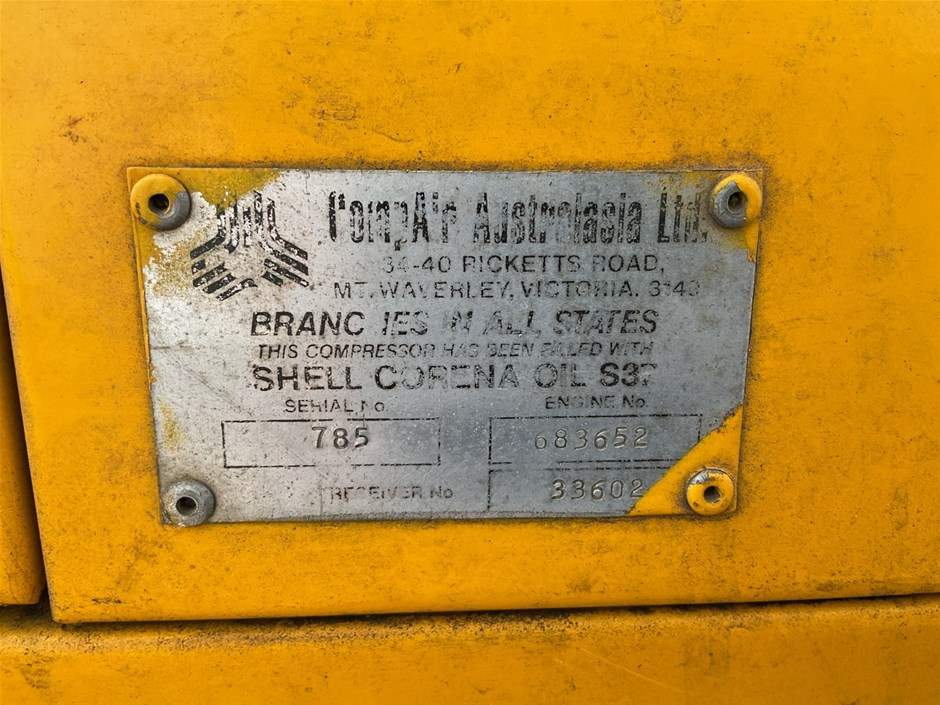 CompAir Australasia Ltd.
34-40 RICKETTS ROAD,
MT. WAVERLEY, VICTORIA. 3149
BRANCHES IN ALL STATES
THIS COMPRESSOR HAS BEEN FILLED WITH
SHELL CORENA OIL S37
SERIAL No. ENGINE No.
785 683652
RECEIVER No 33602